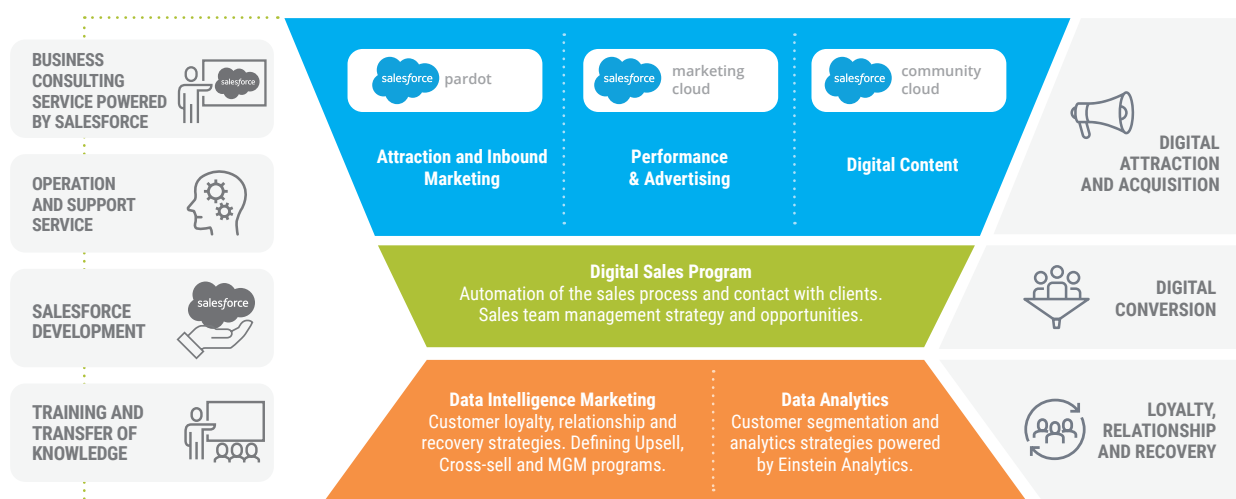 BUSINESS
CONSULTING
SERVICE POWERED
BY SALESFORCE
salesforce
OPERATION
AND SUPPORT
SERVICE
SALESFORCE
DEVELOPMENT
salesforce
TRAINING AND
TRANSFER OF
KNOWLEDGE
salesforce pardot
Attraction and Inbound
Marketing
salesforce marketing
cloud
Performance
& Advertising
salesforce community
cloud
Digital Content
DIGITAL
ATTRACTION
AND ACQUISITION
Digital Sales Program
Automation of the sales process and contact with clients.
Sales team management strategy and opportunities.
DIGITAL
CONVERSION
Data Intelligence Marketing
Customer loyalty, relationship and
recovery strategies. Defining Upsell,
Cross-sell and MGM programs.
Data Analytics
Customer segmentation and
analytics strategies powered
by Einstein Analytics.
LOYALTY,
RELATIONSHIP
AND RECOVERY